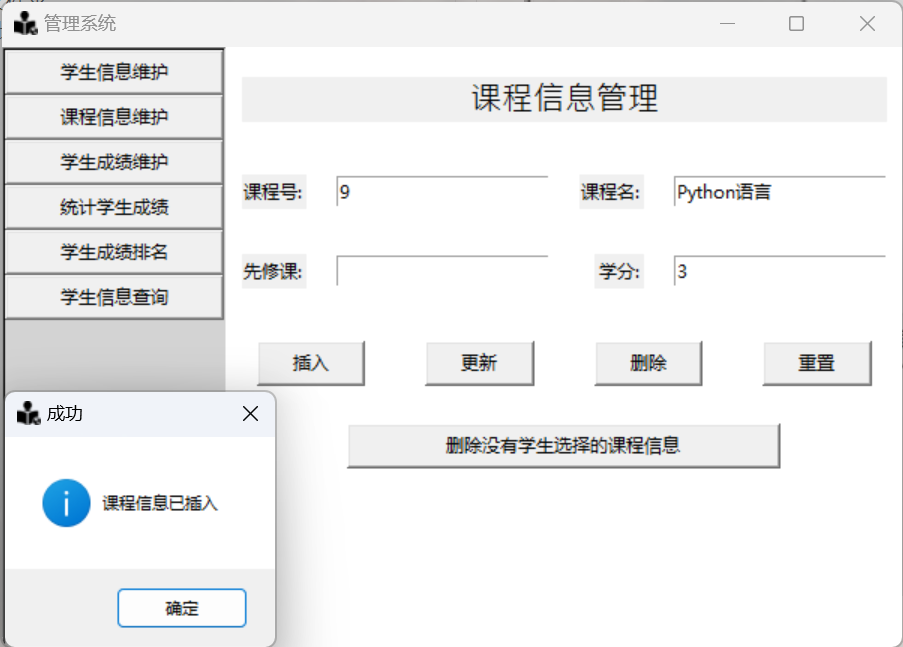 管理系统
学生信息维护
课程信息维护
学生成绩维护
统计学生成绩
学生成绩排名
学生信息查询
课程信息管理
课程号: 9 课程名: Python语言
先修课: 学分: 3
插入 更新 删除 重置
删除没有学生选择的课程信息
成功
课程信息已插入
确定